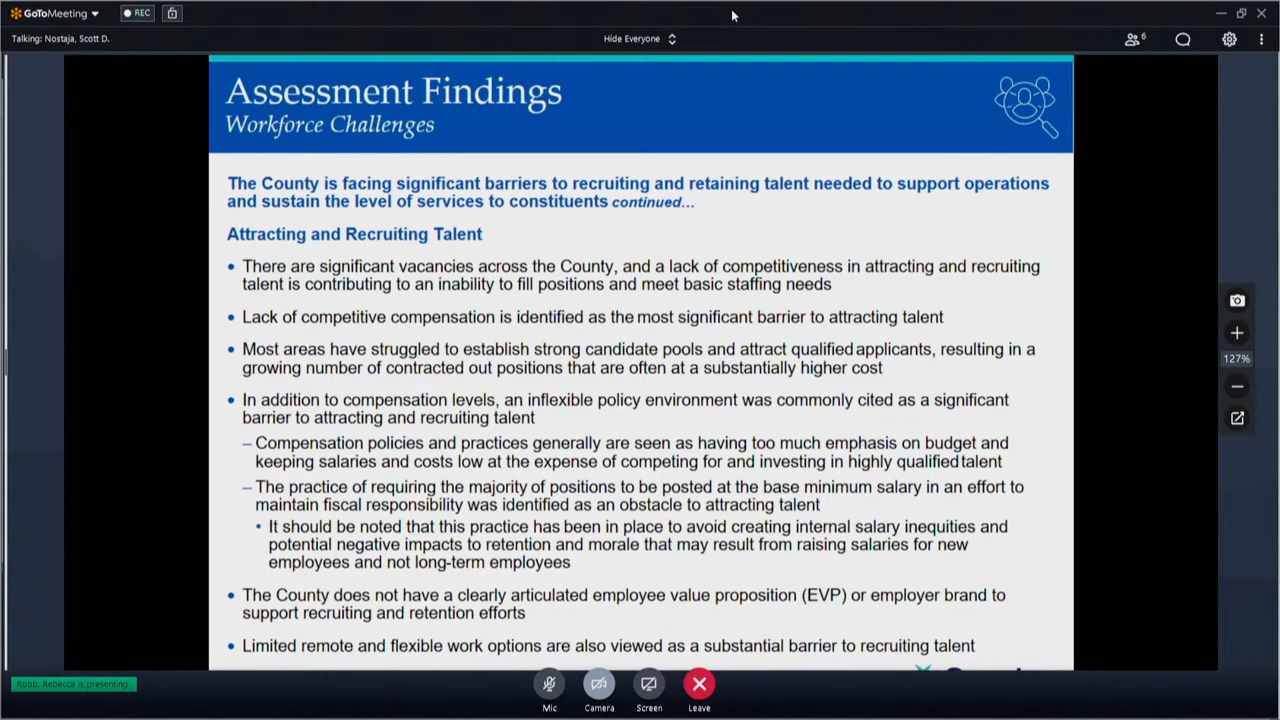 GoToMeeting
REC
Talking: Nostaja, Scott D.
Hide Everyone
6
Assessment Findings
Workforce Challenges
The County is facing significant barriers to recruiting and retaining talent needed to support operations
and sustain the level of services to constituents continued...
Attracting and Recruiting Talent
• There are significant vacancies across the County, and a lack of competitiveness in attracting and recruiting
talent is contributing to an inability to fill positions and meet basic staffing needs
• Lack of competitive compensation is identified as the most significant barrier to attracting talent
• Most areas have struggled to establish strong candidate pools and attract qualified applicants, resulting in a
growing number of contracted out positions that are often at a substantially higher cost
• In addition to compensation levels, an inflexible policy environment was commonly cited as a significant
barrier to attracting and recruiting talent
– Compensation policies and practices generally are seen as having too much emphasis on budget and
keeping salaries and costs low at the expense of competing for and investing in highly qualified talent
– The practice of requiring the majority of positions to be posted at the base minimum salary in an effort to
maintain fiscal responsibility was identified as an obstacle to attracting talent
• It should be noted that this practice has been in place to avoid creating internal salary inequities and
potential negative impacts to retention and morale that may result from raising salaries for new
employees and not long-term employees
• The County does not have a clearly articulated employee value proposition (EVP) or employer brand to
support recruiting and retention efforts
• Limited remote and flexible work options are also viewed as a substantial barrier to recruiting talent
127%
Robb, Rebecca is presenting
Mic
Camera
Screen
Leave